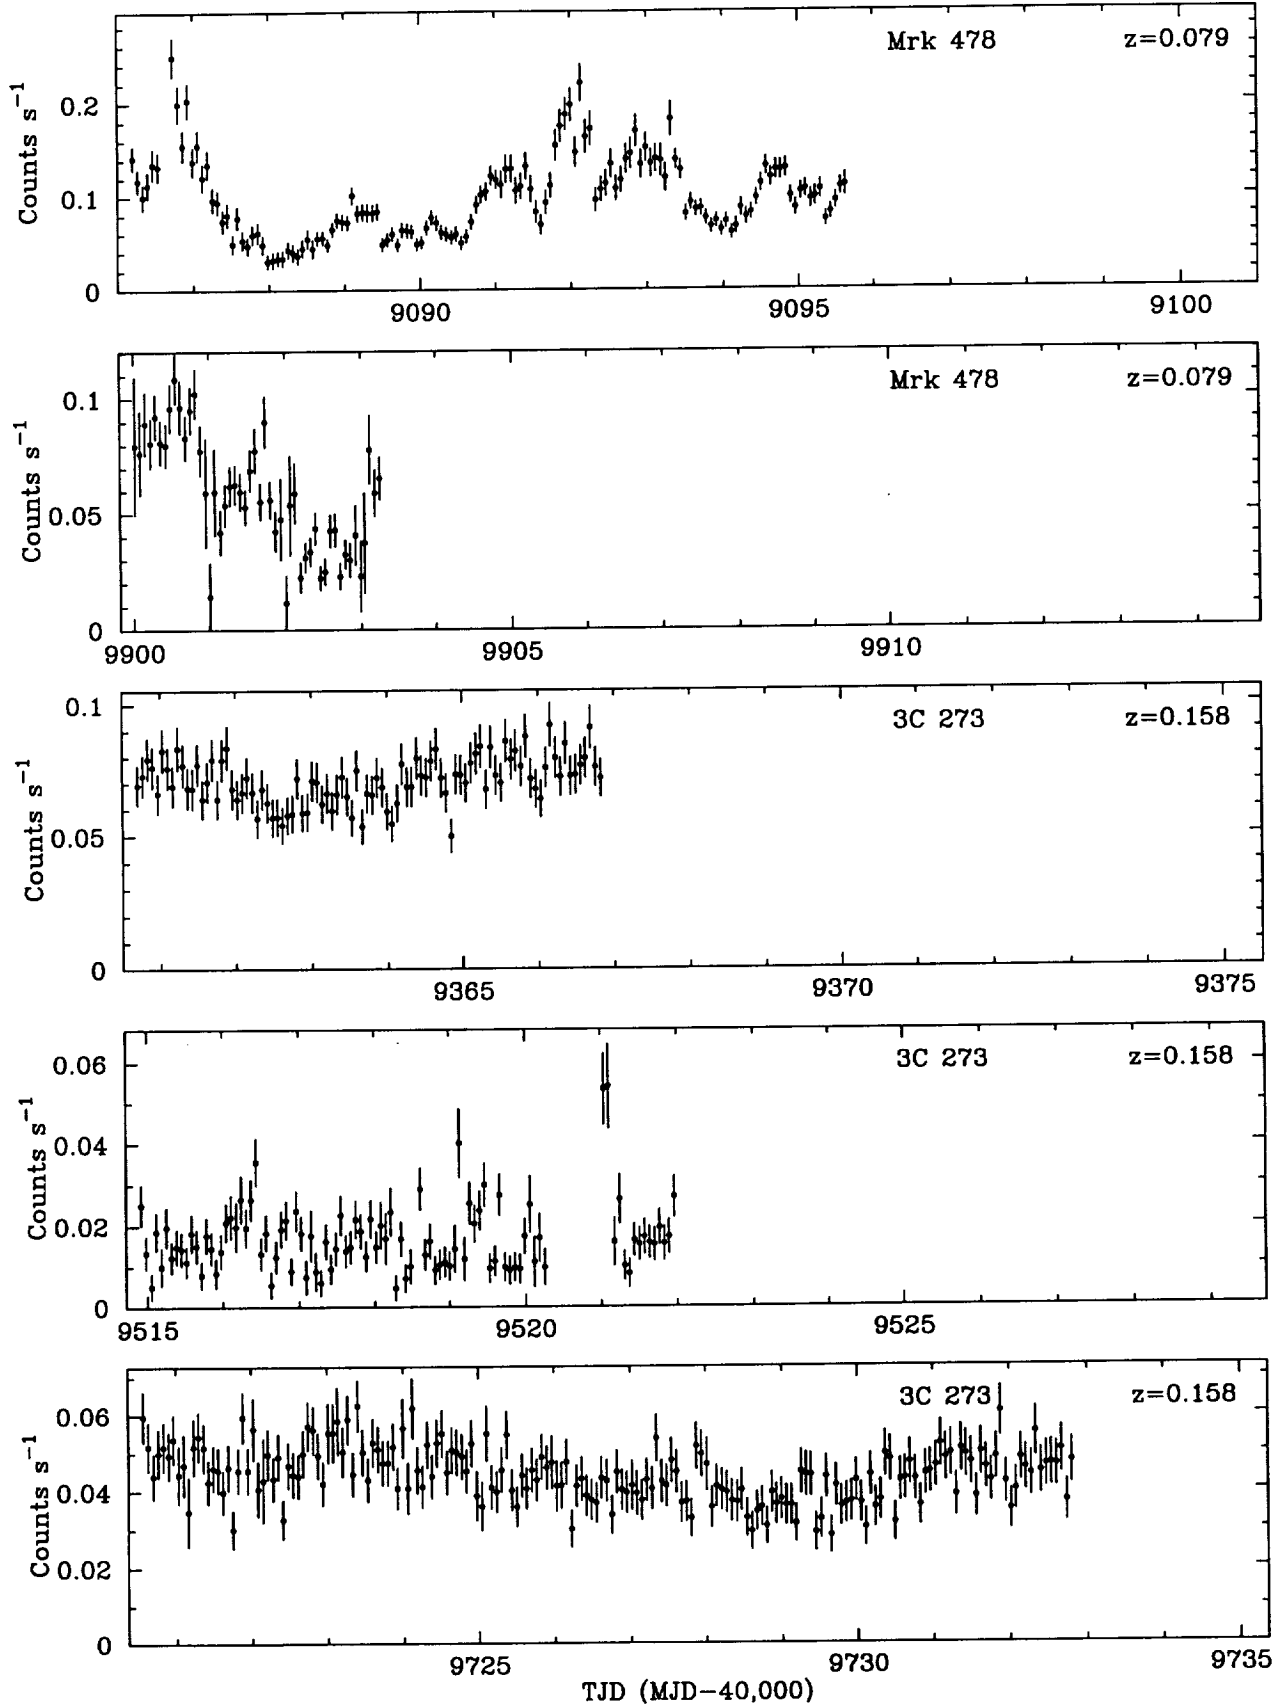 Mrk 478 z=0.079
Counts s⁻¹
0.2
0.1
0
9090 9095 9100
Mrk 478 z=0.079
Counts s⁻¹
0.1
0.05
0
9900 9905 9910
3C 273 z=0.158
Counts s⁻¹
0.1
0.05
0
9365 9370 9375
3C 273 z=0.158
Counts s⁻¹
0.06
0.04
0.02
0
9515 9520 9525
3C 273 z=0.158
Counts s⁻¹
0.06
0.04
0.02
0
9725 9730 9735
TJD (MJD−40,000)